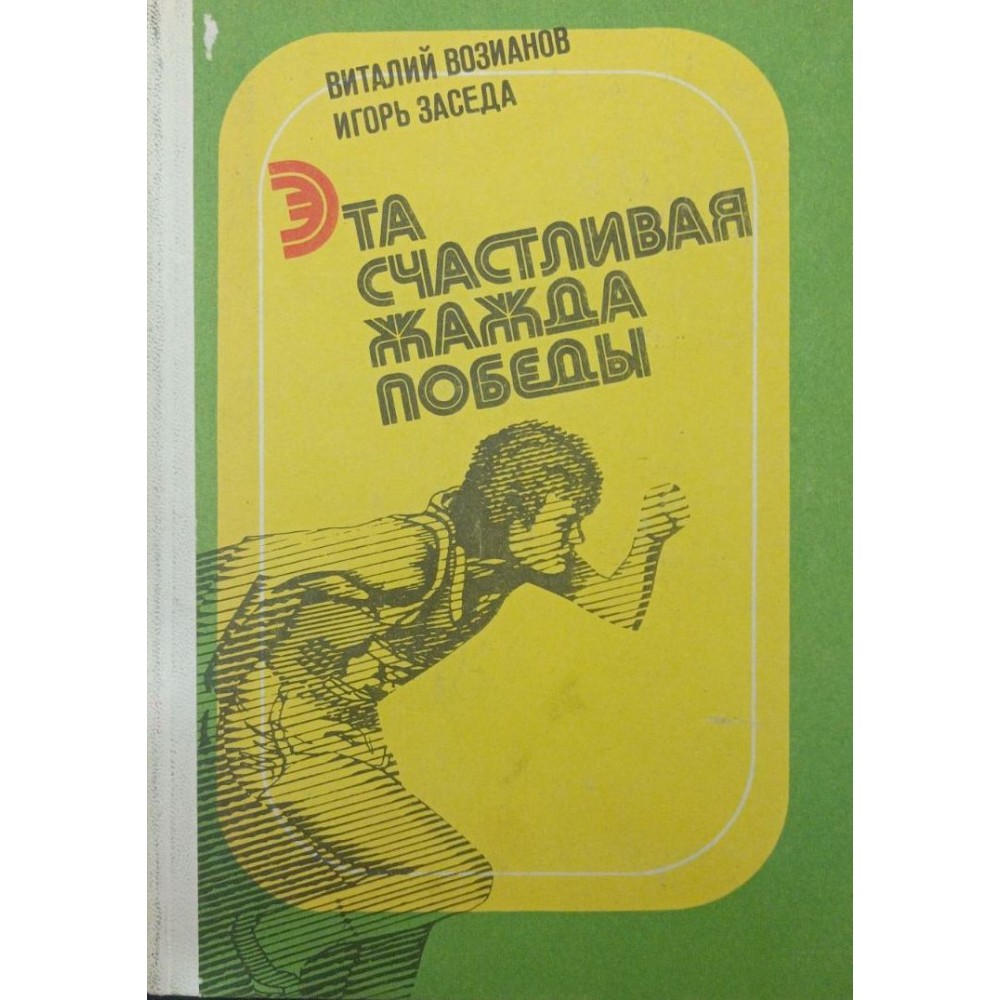 ВИТАЛИЙ ВОЗИАНОВ
ИГОРЬ ЗАСЕДА
ЭТА
СЧАСТЛИВАЯ
ЖАЖДА
ПОБЕДЫ